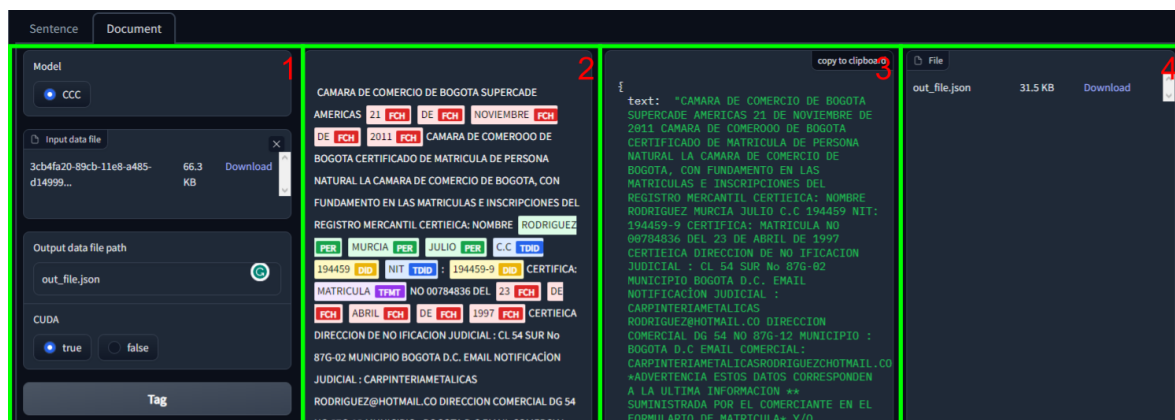 Sentence
Document
1
Model
CCC
Input data file
3cb4fa20-89cb-11e8-a485-
d14999...
66.3
KB
Download
Output data file path
out_file.json
CUDA
true
false
Tag
2
CAMARA DE COMERCIO DE BOGOTA SUPERCADE
AMERICAS 21 FCH DE FCH NOVIEMBRE FCH
DE FCH 2011 FCH CAMARA DE COMEROOO DE
BOGOTA CERTIFICADO DE MATRICULA DE PERSONA
NATURAL LA CAMARA DE COMERCIO DE BOGOTA, CON
FUNDAMENTO EN LAS MATRICULAS E INSCRIPCIONES DEL
REGISTRO MERCANTIL CERTIEICA: NOMBRE RODRIGUEZ
PER MURCIA PER JULIO PER C.C TDID
194459 DID NIT TDID : 194459-9 DID CERTIFICA:
MATRICULA TFMT NO 00784836 DEL 23 FCH DE
FCH ABRIL FCH DE FCH 1997 FCH CERTIEICA
DIRECCION DE NO IFICACION JUDICIAL : CL 54 SUR No
87G-02 MUNICIPIO BOGOTA D.C. EMAIL NOTIFICACÍON
JUDICIAL : CARPINTERIAMETALICAS
RODRIGUEZ@HOTMAIL.CO DIRECCION COMERCIAL DG 54
3
copy to clipboard
{
text: "CAMARA DE COMERCIO DE BOGOTA
SUPERCADE AMERICAS 21 DE NOVIEMBRE DE
2011 CAMARA DE COMEROOO DE BOGOTA
CERTIFICADO DE MATRICULA DE PERSONA
NATURAL LA CAMARA DE COMERCIO DE
BOGOTA, CON FUNDAMENTO EN LAS
MATRICULAS E INSCRIPCIONES DEL
REGISTRO MERCANTIL CERTIEICA: NOMBRE
RODRIGUEZ MURCIA JULIO C.C 194459 NIT:
194459-9 CERTIFICA: MATRICULA NO
00784836 DEL 23 DE ABRIL DE 1997
CERTIEICA DIRECCION DE NO IFICACION
JUDICIAL : CL 54 SUR No 87G-02
MUNICIPIO BOGOTA D.C. EMAIL
NOTIFICACÍON JUDICIAL :
CARPINTERIAMETALICAS
RODRIGUEZ@HOTMAIL.CO DIRECCION
COMERCIAL DG 54 NO 87G-12 MUNICIPIO :
BOGOTA D.C EMAIL COMERCIAL:
CARPINTERIAMETALICASRODRIGUEZCHOTMAIL.CO
*ADVERTENCIA ESTOS DATOS CORRESPONDEN
A LA ULTIMA INFORMACION **
SUMINISTRADA POR EL COMERCIANTE EN EL
FORMULARIO DE MATRICULA* Y/O
4
File
out_file.json
31.5 KB
Download